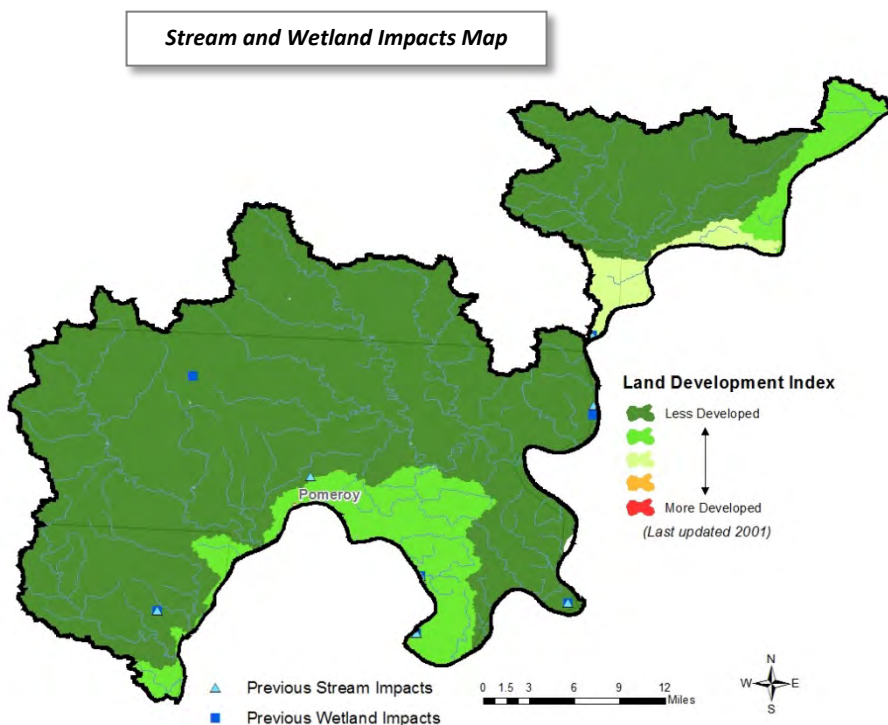 Stream and Wetland Impacts Map
Land Development Index
Less Developed
More Developed
(Last updated 2001)
Pomeroy
Previous Stream Impacts
Previous Wetland Impacts
0 1.5 3 6 9 12
Miles
N
W E
S